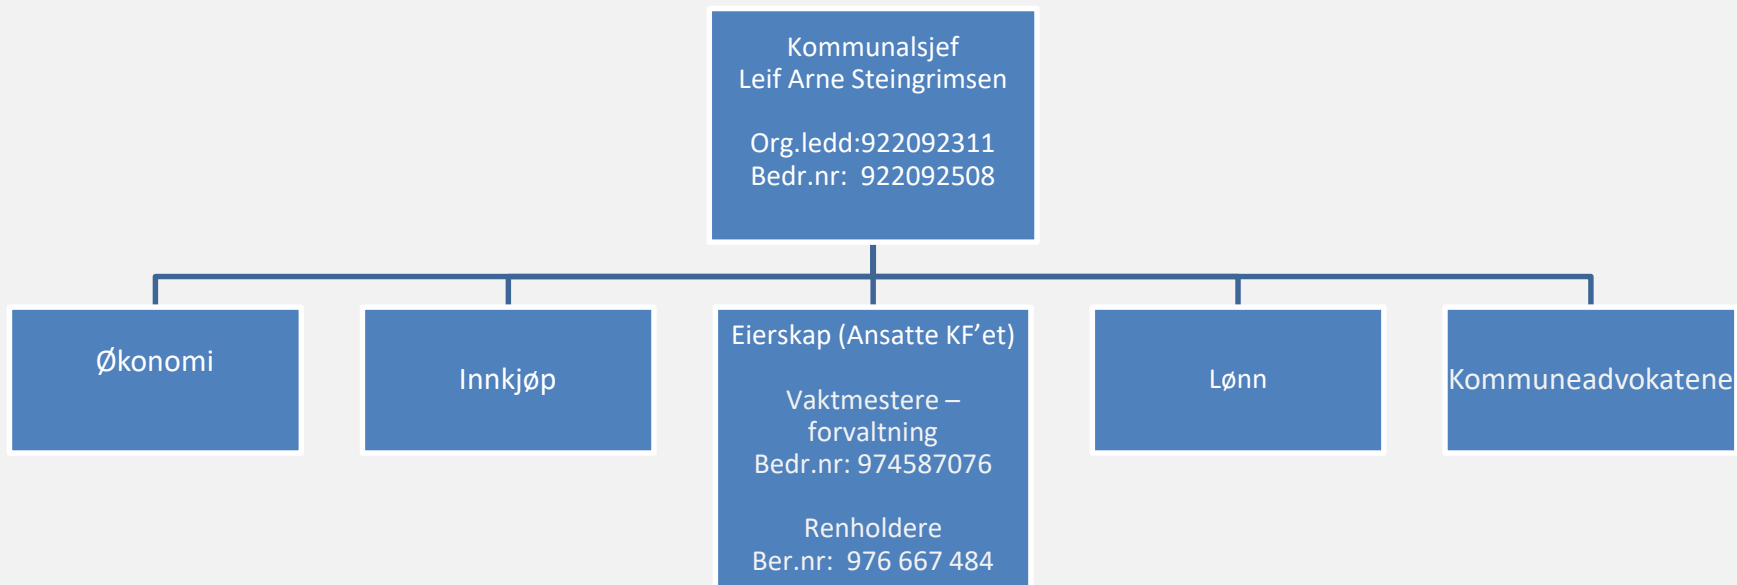 Kommunalsjef
Leif Arne Steingrimsen
Org.ledd:922092311
Bedr.nr:  922092508
Økonomi
Innkjøp
Eierskap (Ansatte KF’et)
Vaktmestere –
forvaltning
Bedr.nr: 974587076
Renholdere
Ber.nr:  976 667 484
Lønn
Kommuneadvokatene